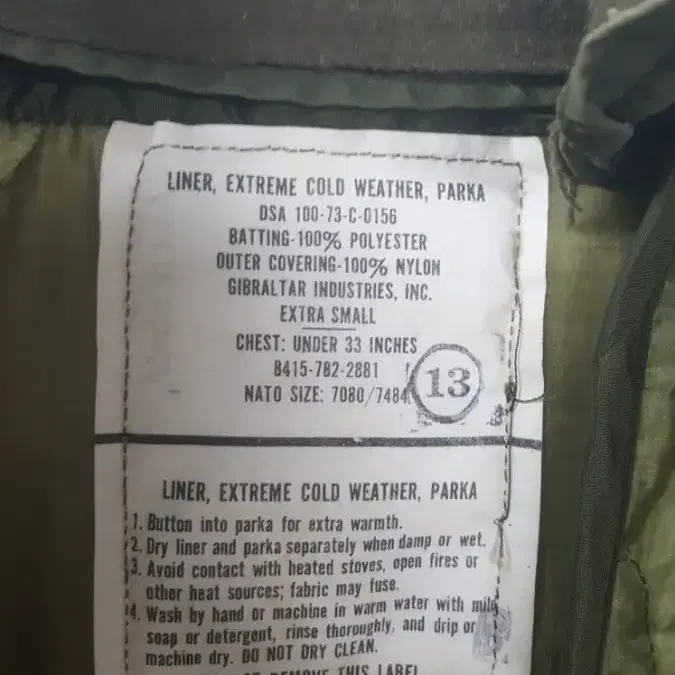 LINER, EXTREME COLD WEATHER, PARKA
DSA 100-73-C-0156
BATTING-100% POLYESTER
OUTER COVERING-100% NYLON
GIBRALTAR INDUSTRIES, INC.
EXTRA SMALL
CHEST: UNDER 33 INCHES
8415-782-2881
NATO SIZE: 7080/7484
13
LINER, EXTREME COLD WEATHER, PARKA
1. Button into parka for extra warmth.
2. Dry liner and parka separately when damp or wet.
3. Avoid contact with heated stoves, open fires or
other heat sources; fabric may fuse.
4. Wash by hand or machine in warm water with mild
soap or detergent, rinse thoroughly, and drip or
machine dry. DO NOT DRY CLEAN.
REMOVE THIS LABEL